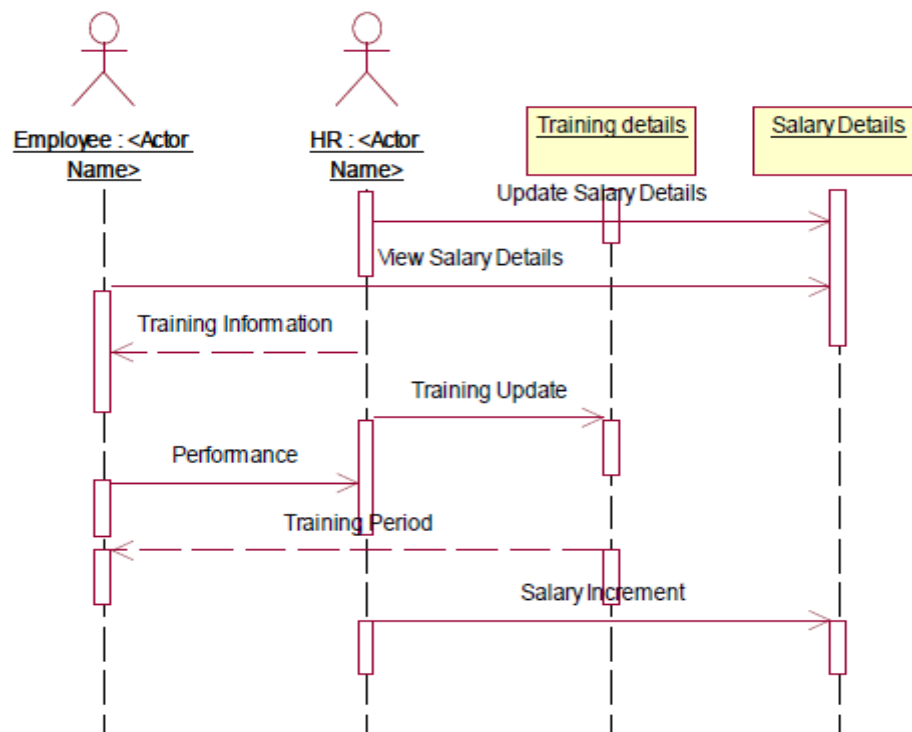 Employee : <Actor
Name>
HR : <Actor
Name>
Training details
Salary Details
Update Salary Details
View Salary Details
Training Information
Training Update
Performance
Training Period
Salary Increment